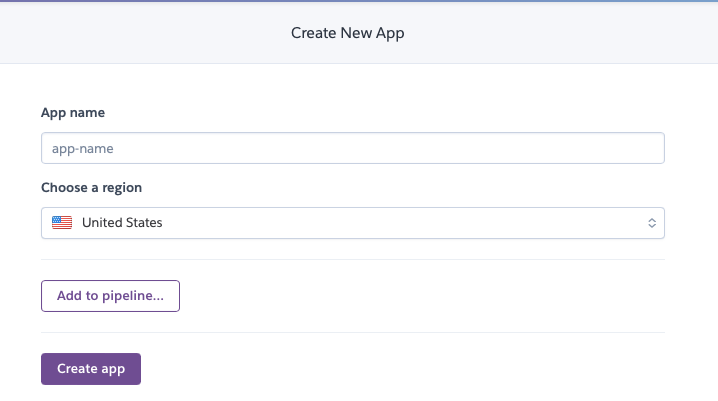 Create New App
App name
app-name
Choose a region
United States
Add to pipeline...
Create app